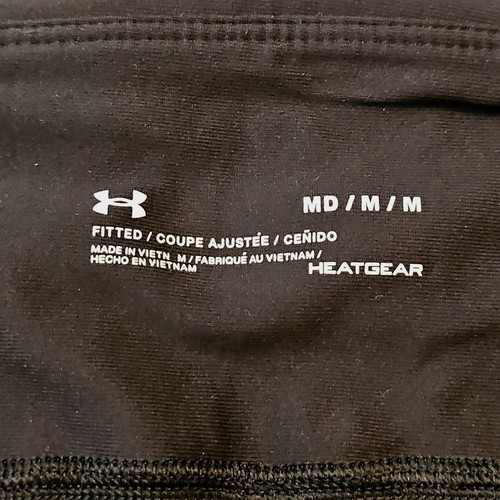 MD / M / M
FITTED / COUPE AJUSTÉE / CEÑIDO
MADE IN VIETN M / FABRIQUÉ AU VIETNAM /
HECHO EN VIETNAM
HEATGEAR